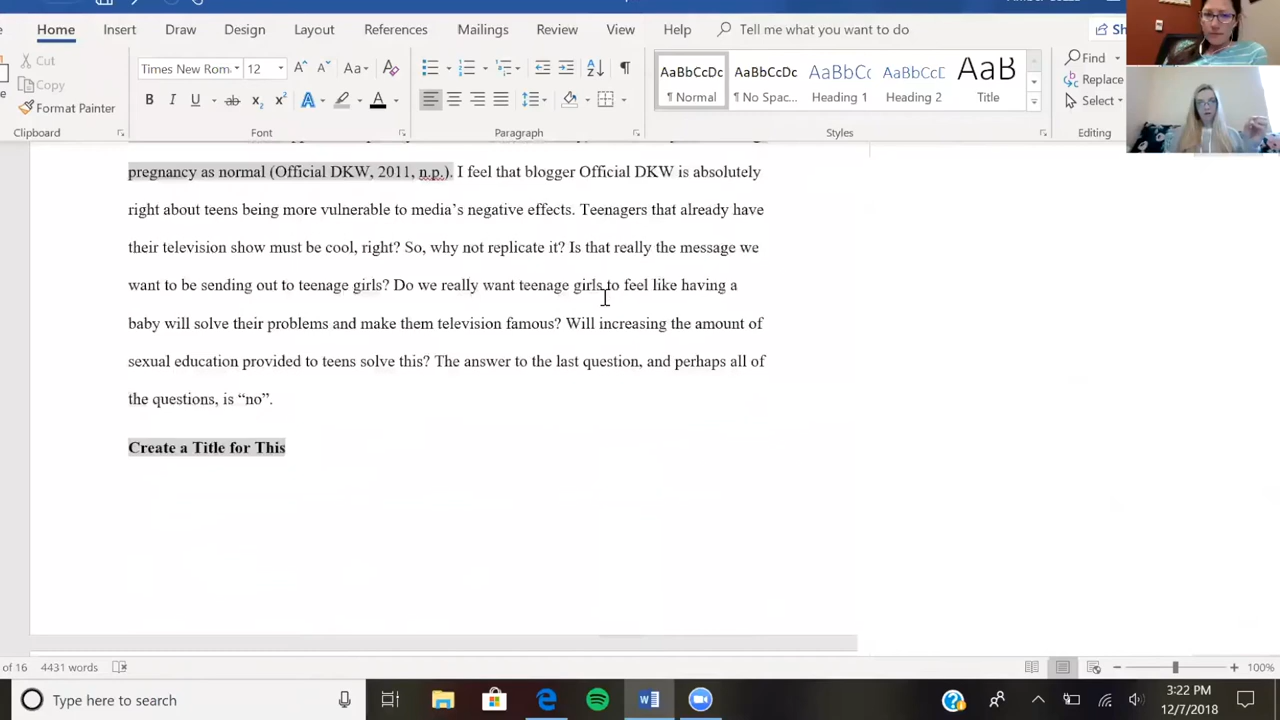 Home Insert Draw Design Layout References Mailings Review View Help Tell me what you want to do Sh
Cut
Copy
Format Painter
Times New Rom 12
AaBbCcDc AaBbCcDc AaBbCc AaBbCcD AaB
¶ Normal ¶ No Spac... Heading 1 Heading 2 Title
Find
Replace
Select
Clipboard Font Paragraph Styles Editing
pregnancy as normal (Official DKW, 2011, n.p.). I feel that blogger Official DKW is absolutely
right about teens being more vulnerable to media’s negative effects. Teenagers that already have
their television show must be cool, right? So, why not replicate it? Is that really the message we
want to be sending out to teenage girls? Do we really want teenage girls to feel like having a
baby will solve their problems and make them television famous? Will increasing the amount of
sexual education provided to teens solve this? The answer to the last question, and perhaps all of
the questions, is “no”.
Create a Title for This
of 16 4431 words 100%
Type here to search
3:22 PM
12/7/2018